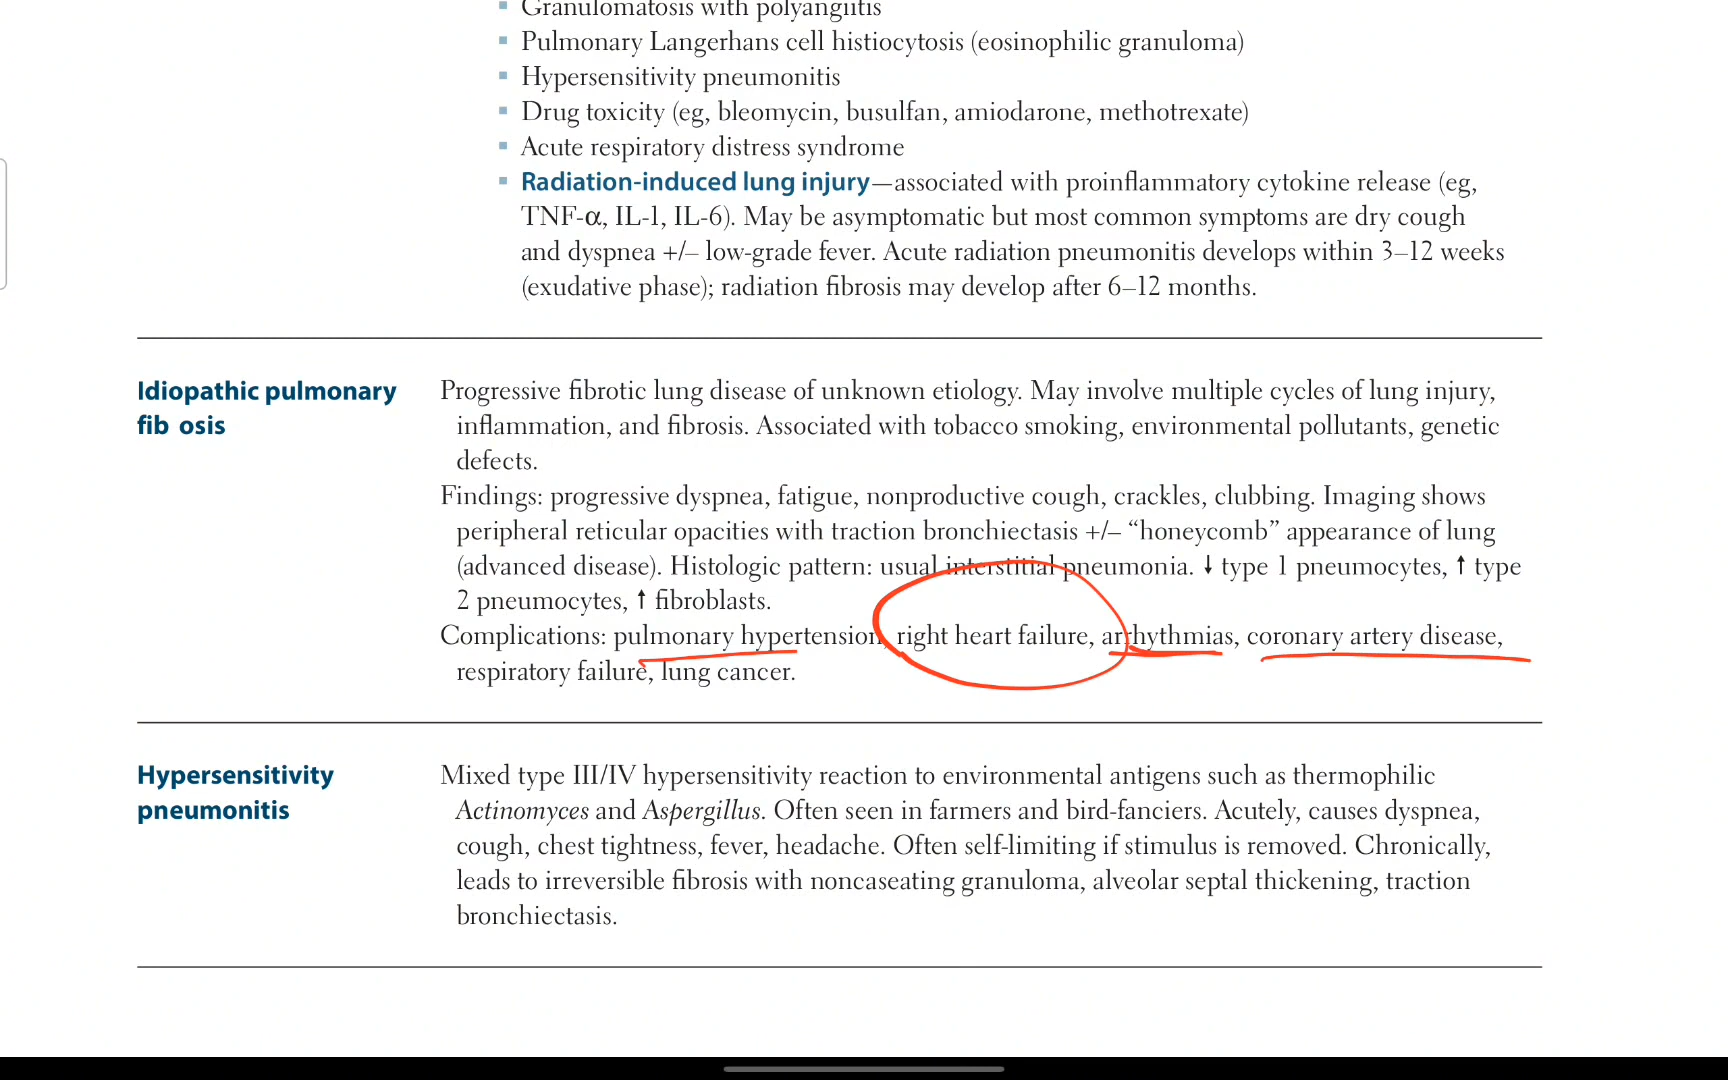 Granulomatosis with polyangiitis
Pulmonary Langerhans cell histiocytosis (eosinophilic granuloma)
Hypersensitivity pneumonitis
Drug toxicity (eg, bleomycin, busulfan, amiodarone, methotrexate)
Acute respiratory distress syndrome
Radiation-induced lung injury—associated with proinflammatory cytokine release (eg,
TNF-α, IL-1, IL-6). May be asymptomatic but most common symptoms are dry cough
and dyspnea +/– low-grade fever. Acute radiation pneumonitis develops within 3–12 weeks
(exudative phase); radiation fibrosis may develop after 6–12 months.
Idiopathic pulmonary
fib osis
Progressive fibrotic lung disease of unknown etiology. May involve multiple cycles of lung injury,
inflammation, and fibrosis. Associated with tobacco smoking, environmental pollutants, genetic
defects.
Findings: progressive dyspnea, fatigue, nonproductive cough, crackles, clubbing. Imaging shows
peripheral reticular opacities with traction bronchiectasis +/– “honeycomb” appearance of lung
(advanced disease). Histologic pattern: usual interstitial pneumonia. ↓ type 1 pneumocytes, ↑ type
2 pneumocytes, ↑ fibroblasts.
Complications: pulmonary hypertension, right heart failure, arrhythmias, coronary artery disease,
respiratory failure, lung cancer.
Hypersensitivity
pneumonitis
Mixed type III/IV hypersensitivity reaction to environmental antigens such as thermophilic
Actinomyces and Aspergillus. Often seen in farmers and bird-fanciers. Acutely, causes dyspnea,
cough, chest tightness, fever, headache. Often self-limiting if stimulus is removed. Chronically,
leads to irreversible fibrosis with noncaseating granuloma, alveolar septal thickening, traction
bronchiectasis.